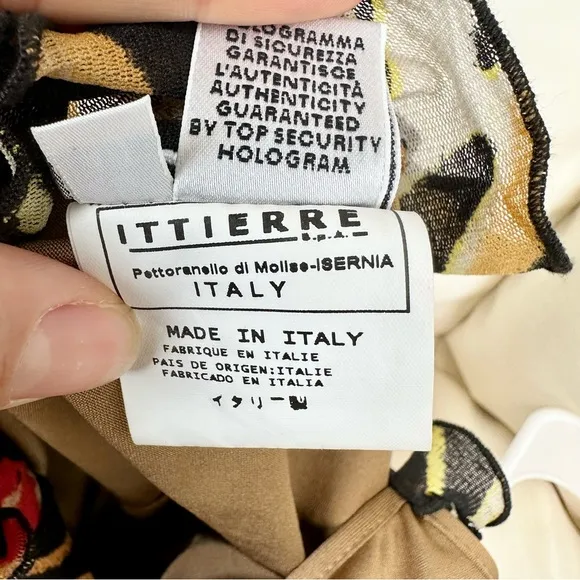 OLOGRAMMA
DI SICUREZZA
GARANTISCE
L'AUTENTICITÀ
AUTHENTICITY
GUARANTEED
BY TOP SECURITY
HOLOGRAM
ITTIERRE
S.p.A.
Pettoranello di Molise-ISERNIA
ITALY
MADE IN ITALY
FABRIQUE EN ITALIE
PAIS DE ORIGEN:ITALIE
FABRICADO EN ITALIA
イタリー製